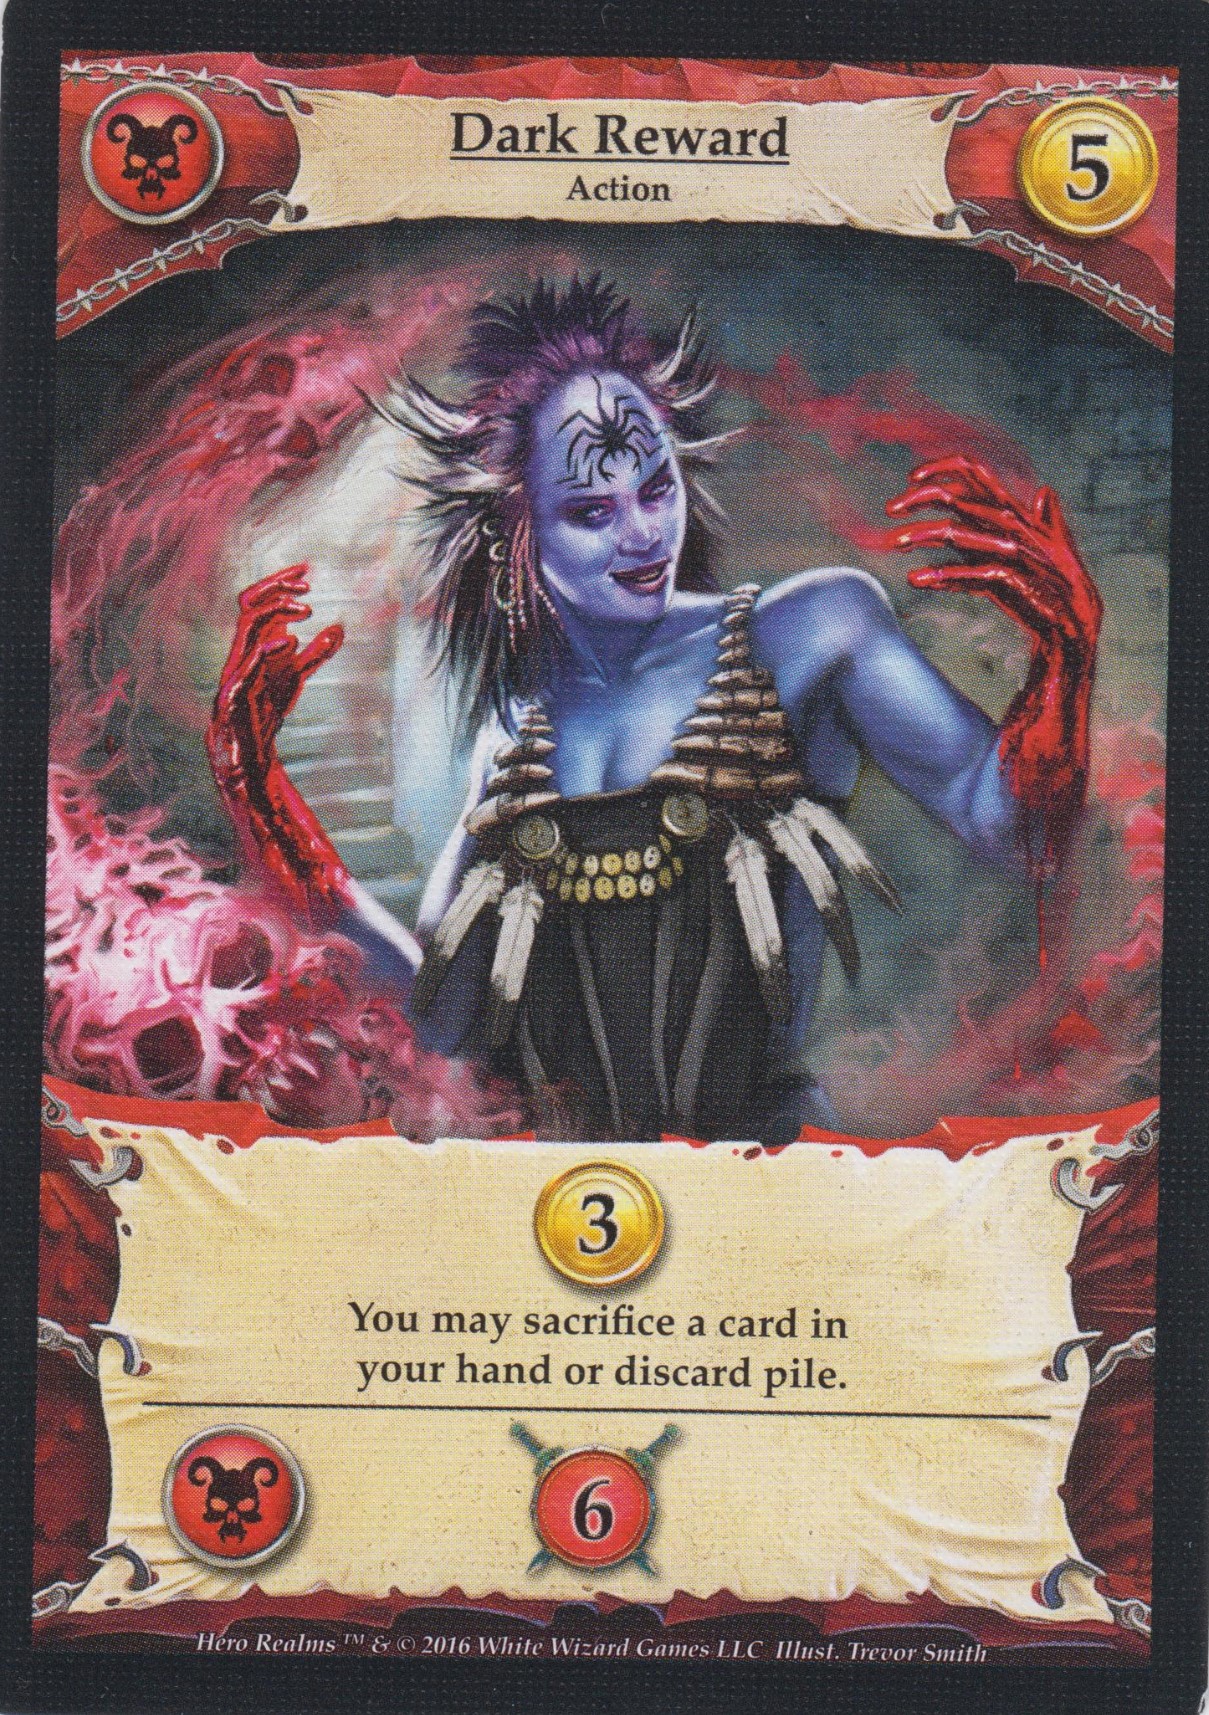 Dark Reward
Action
5
3
You may sacrifice a card in
your hand or discard pile.
6
Hero Realms ™ & © 2016 White Wizard Games LLC Illust. Trevor Smith